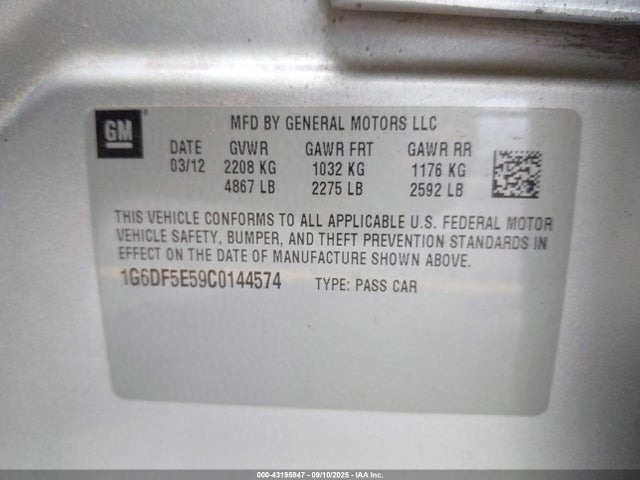 GM
MFD BY GENERAL MOTORS LLC
DATE GVWR GAWR FRT GAWR RR
03/12 2208 KG 1032 KG 1176 KG
4867 LB 2275 LB 2592 LB
THIS VEHICLE CONFORMS TO ALL APPLICABLE U.S. FEDERAL MOTOR
VEHICLE SAFETY, BUMPER, AND THEFT PREVENTION STANDARDS IN
EFFECT ON THE DATE OF MANUFACTURE SHOWN ABOVE.
1G6DF5E59C0144574 TYPE: PASS CAR
000-43195947 - 09/10/2025 - IAA Inc.